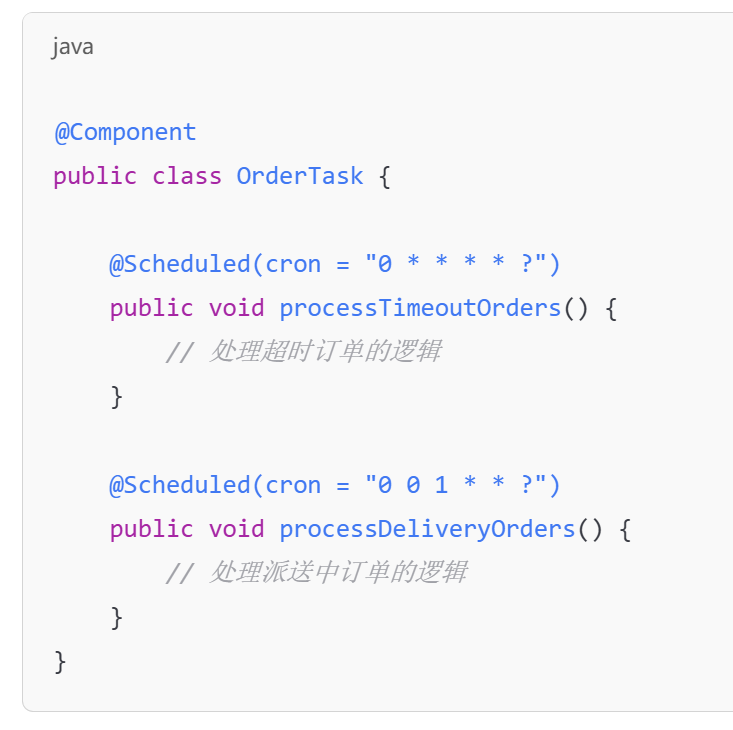 java
@Component
public class OrderTask {
@Scheduled(cron = "0 * * * * ?")
public void processTimeoutOrders() {
// 处理超时订单的逻辑
}
@Scheduled(cron = "0 0 1 * * ?")
public void processDeliveryOrders() {
// 处理派送中订单的逻辑
}
}